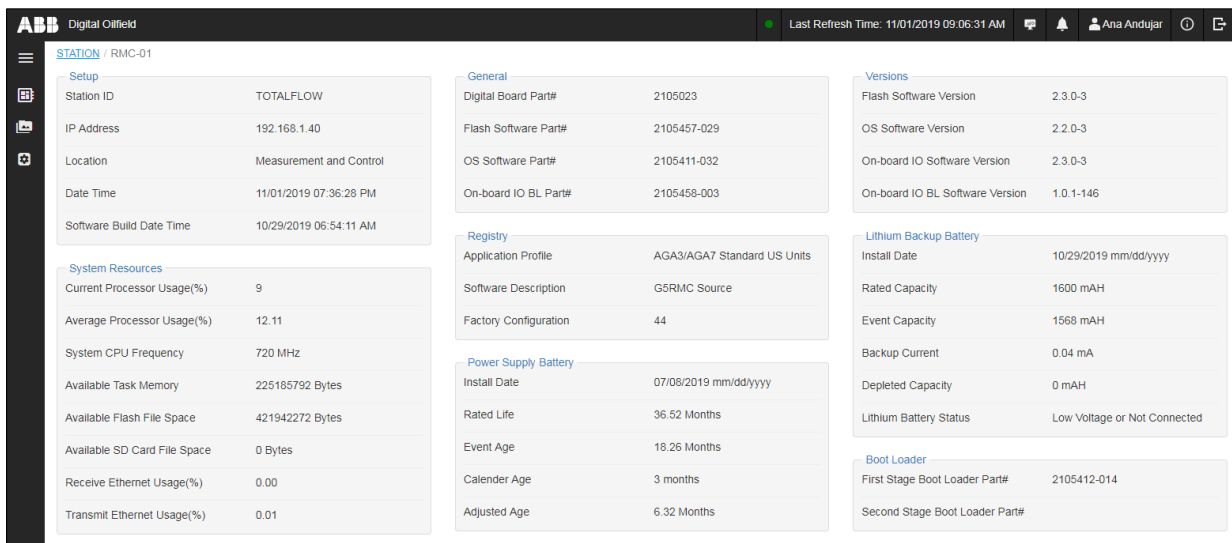 ABB Digital Oilfield Last Refresh Time: 11/01/2019 09:06:31 AM Ana Andujar
STATION / RMC-01
Setup
Station ID TOTALFLOW
IP Address 192.168.1.40
Location Measurement and Control
Date Time 11/01/2019 07:36:28 PM
Software Build Date Time 10/29/2019 06:54:11 AM
System Resources
Current Processor Usage(%) 9
Average Processor Usage(%) 12.11
System CPU Frequency 720 MHz
Available Task Memory 225185792 Bytes
Available Flash File Space 421942272 Bytes
Available SD Card File Space 0 Bytes
Receive Ethernet Usage(%) 0.00
Transmit Ethernet Usage(%) 0.01
General
Digital Board Part# 2105023
Flash Software Part# 2105457-029
OS Software Part# 2105411-032
On-board IO BL Part# 2105458-003
Registry
Application Profile AGA3/AGA7 Standard US Units
Software Description G5RMC Source
Factory Configuration 44
Power Supply Battery
Install Date 07/08/2019 mm/dd/yyyy
Rated Life 36.52 Months
Event Age 18.26 Months
Calender Age 3 months
Adjusted Age 6.32 Months
Versions
Flash Software Version 2.3.0-3
OS Software Version 2.2.0-3
On-board IO Software Version 2.3.0-3
On-board IO BL Software Version 1.0.1-146
Lithium Backup Battery
Install Date 10/29/2019 mm/dd/yyyy
Rated Capacity 1600 mAH
Event Capacity 1568 mAH
Backup Current 0.04 mA
Depleted Capacity 0 mAH
Lithium Battery Status Low Voltage or Not Connected
Boot Loader
First Stage Boot Loader Part# 2105412-014
Second Stage Boot Loader Part#